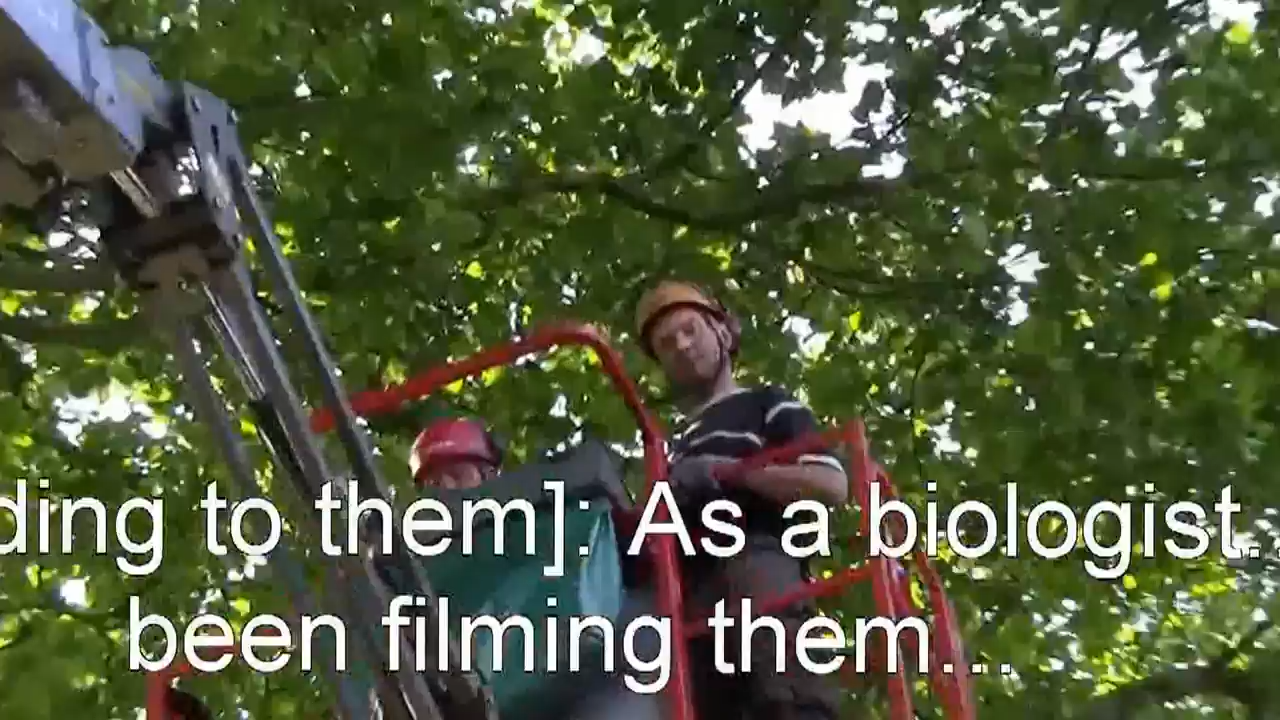 ding to them]: As a biologist.
been filming them...